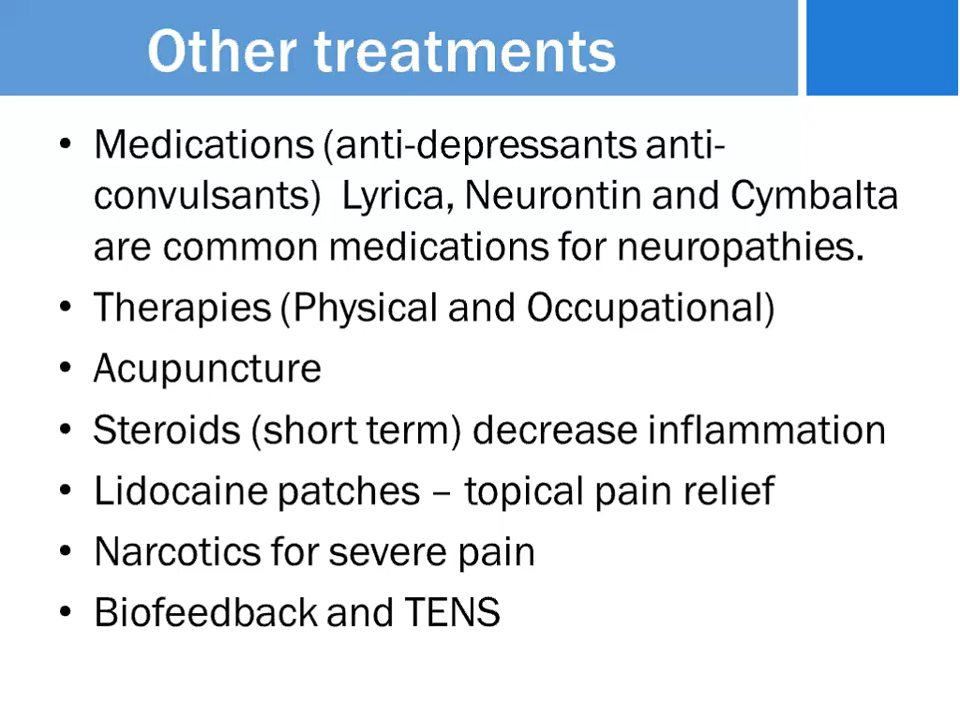 Other treatments
• Medications (anti-depressants anti-
convulsants)  Lyrica, Neurontin and Cymbalta
are common medications for neuropathies.
• Therapies (Physical and Occupational)
• Acupuncture
• Steroids (short term) decrease inflammation
• Lidocaine patches – topical pain relief
• Narcotics for severe pain
• Biofeedback and TENS